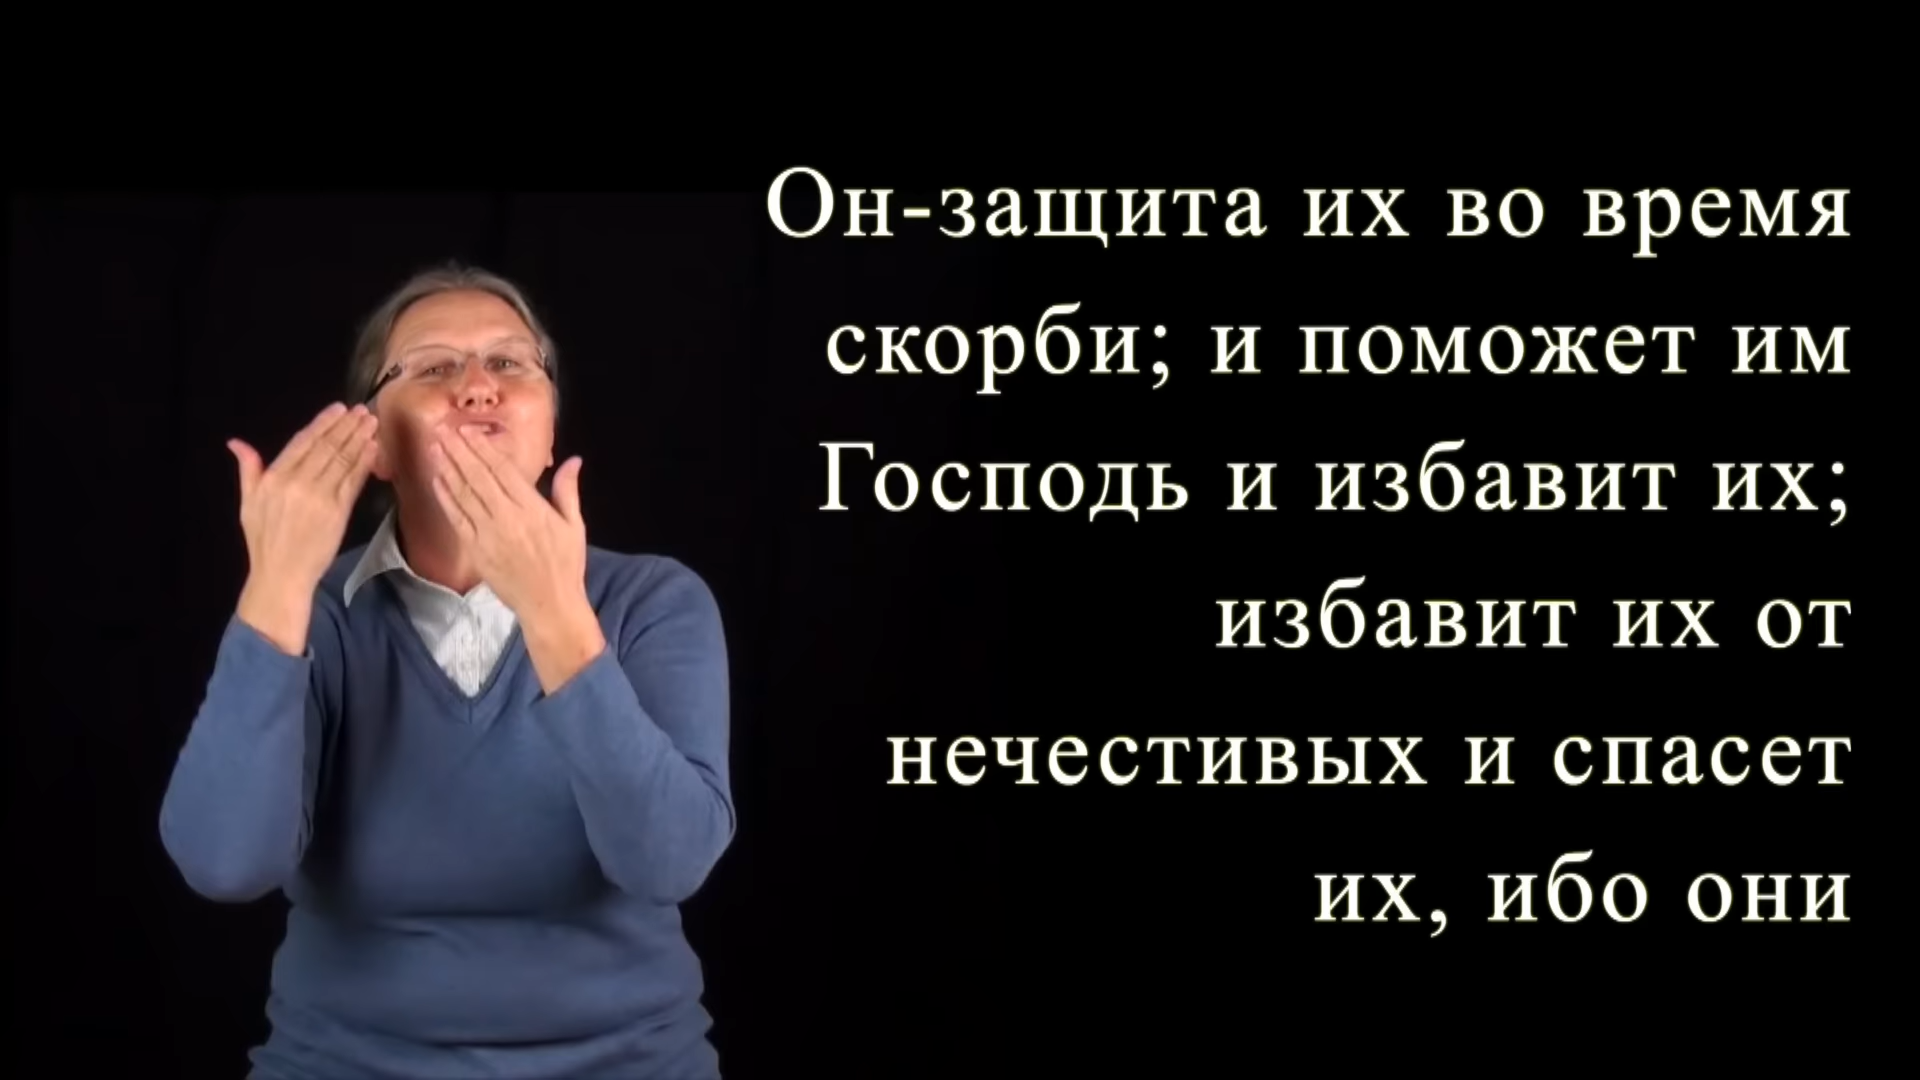 Он-защита их во время
скорби; и поможет им
Господь и избавит их;
избавит их от
нечестивых и спасет
их, ибо они